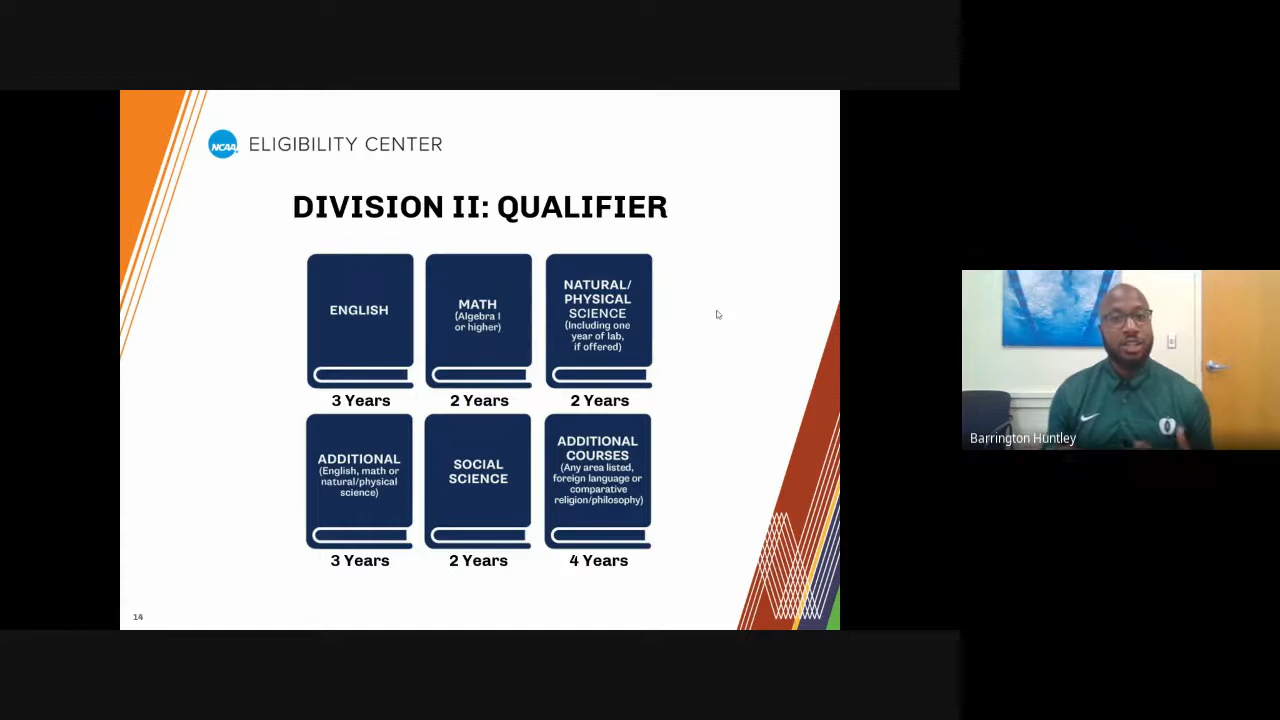 NCAA
ELIGIBILITY CENTER
DIVISION II: QUALIFIER
ENGLISH
3 Years
MATH
(Algebra I
or higher)
2 Years
NATURAL/
PHYSICAL
SCIENCE
(Including one
year of lab,
if offered)
2 Years
ADDITIONAL
(English, math or
natural/physical
science)
3 Years
SOCIAL
SCIENCE
2 Years
ADDITIONAL
COURSES
(Any area listed,
foreign language or
comparative
religion/philosophy)
4 Years
14
Barrington Huntley